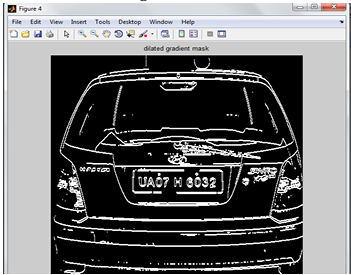 Figure 4
File Edit View Insert Tools Desktop Window Help
dilated gradient mask
UA07 H 6032